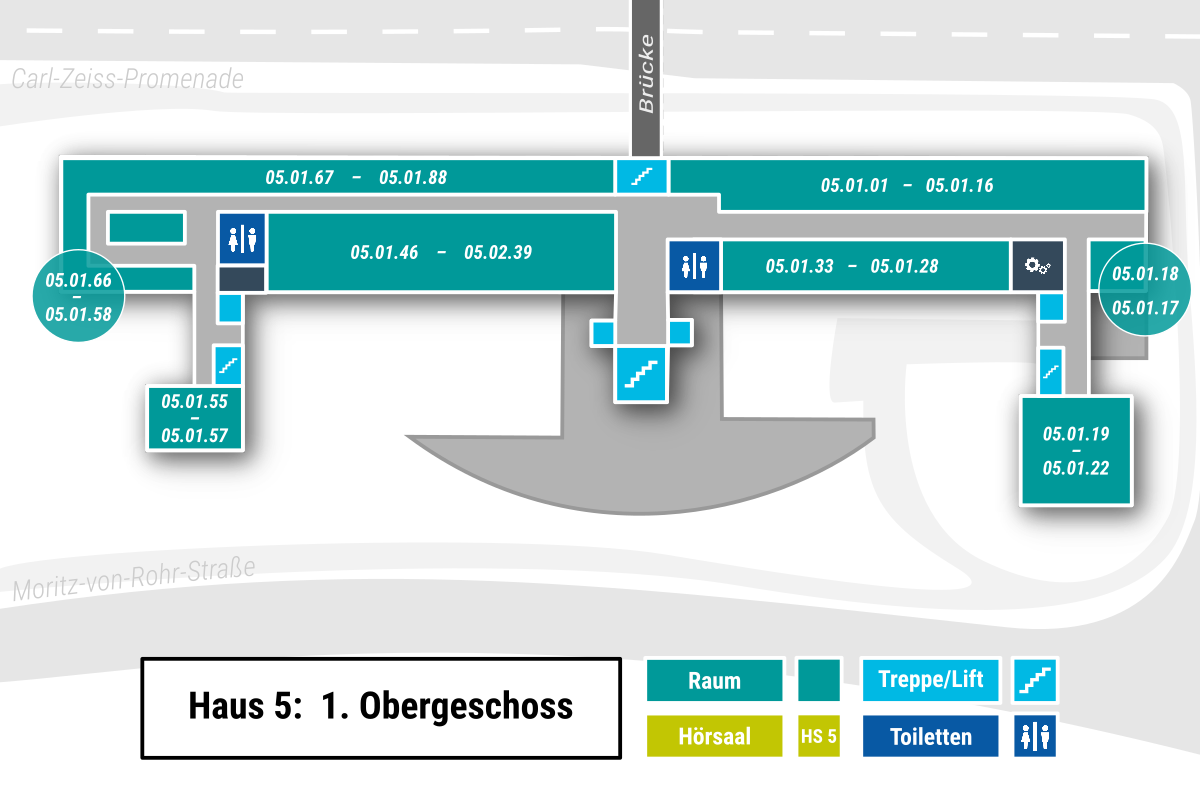 Brücke
Carl-Zeiss-Promenade
05.01.67 – 05.01.88
05.01.01 – 05.01.16
05.01.46 – 05.02.39
05.01.33 – 05.01.28
05.01.66
–
05.01.58
05.01.18
05.01.17
05.01.55
–
05.01.57
05.01.19
–
05.01.22
Moritz-von-Rohr-Straße
Haus 5: 1. Obergeschoss
Raum
Treppe/Lift
Hörsaal
HS 5
Toiletten